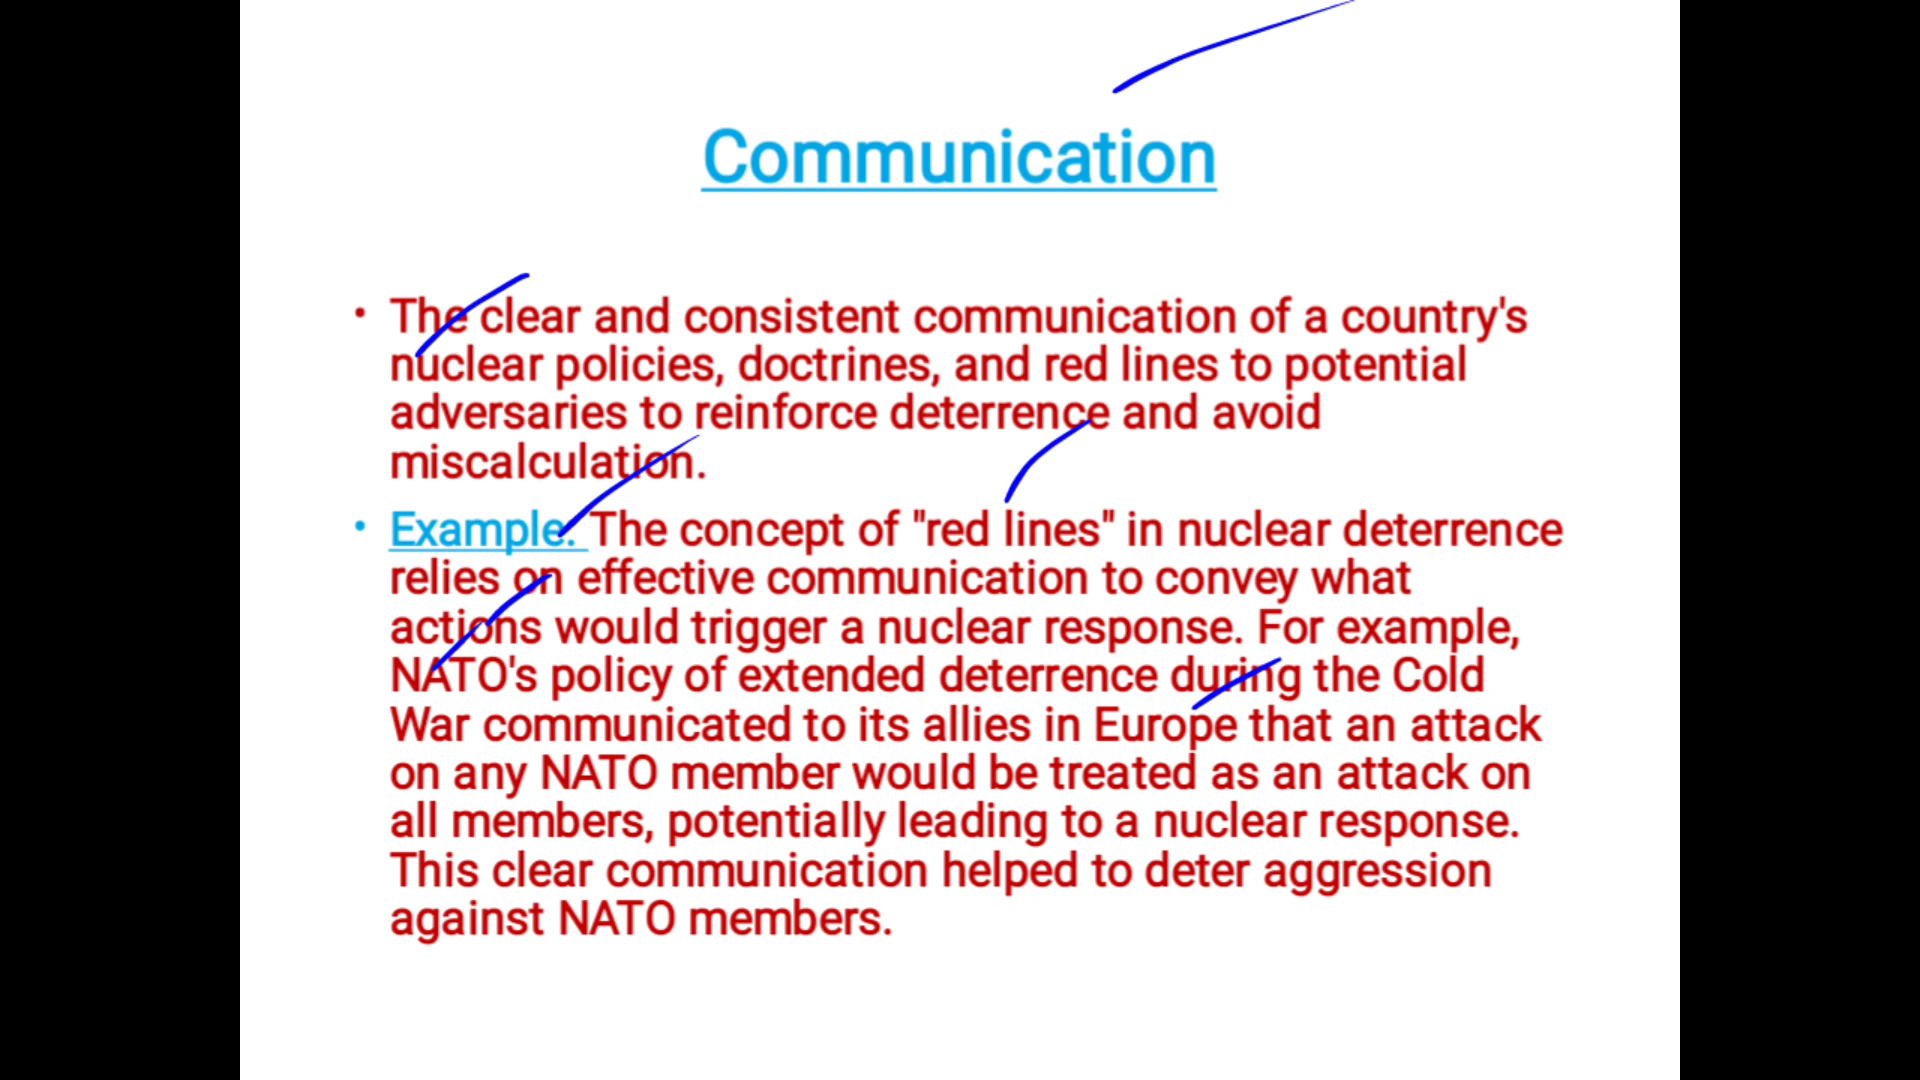 Communication
• The clear and consistent communication of a country's
nuclear policies, doctrines, and red lines to potential
adversaries to reinforce deterrence and avoid
miscalculation.
• Example: The concept of "red lines" in nuclear deterrence
relies on effective communication to convey what
actions would trigger a nuclear response. For example,
NATO's policy of extended deterrence during the Cold
War communicated to its allies in Europe that an attack
on any NATO member would be treated as an attack on
all members, potentially leading to a nuclear response.
This clear communication helped to deter aggression
against NATO members.